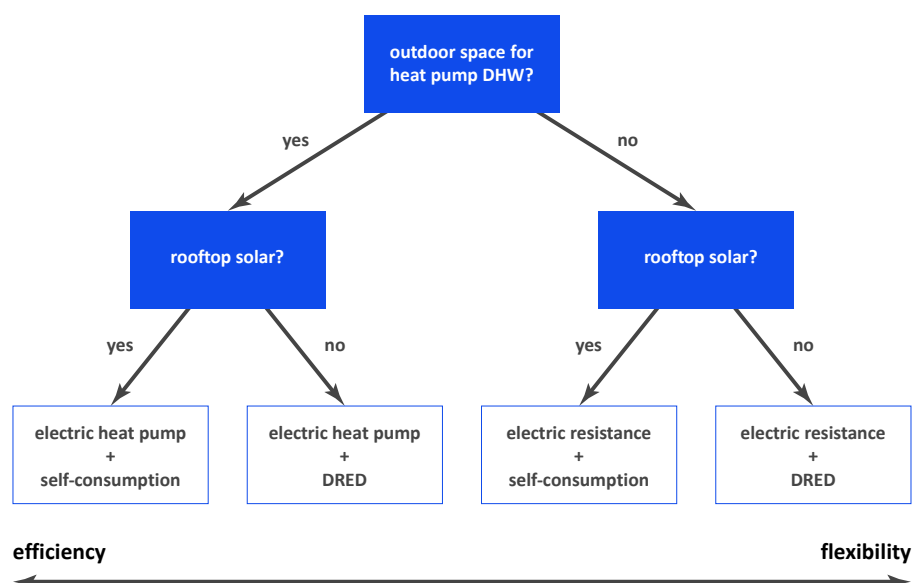 outdoor space for
heat pump DHW?
yes
no
rooftop solar?
rooftop solar?
yes
no
yes
no
electric heat pump
+
self-consumption
electric heat pump
+
DRED
electric resistance
+
self-consumption
electric resistance
+
DRED
efficiency
flexibility